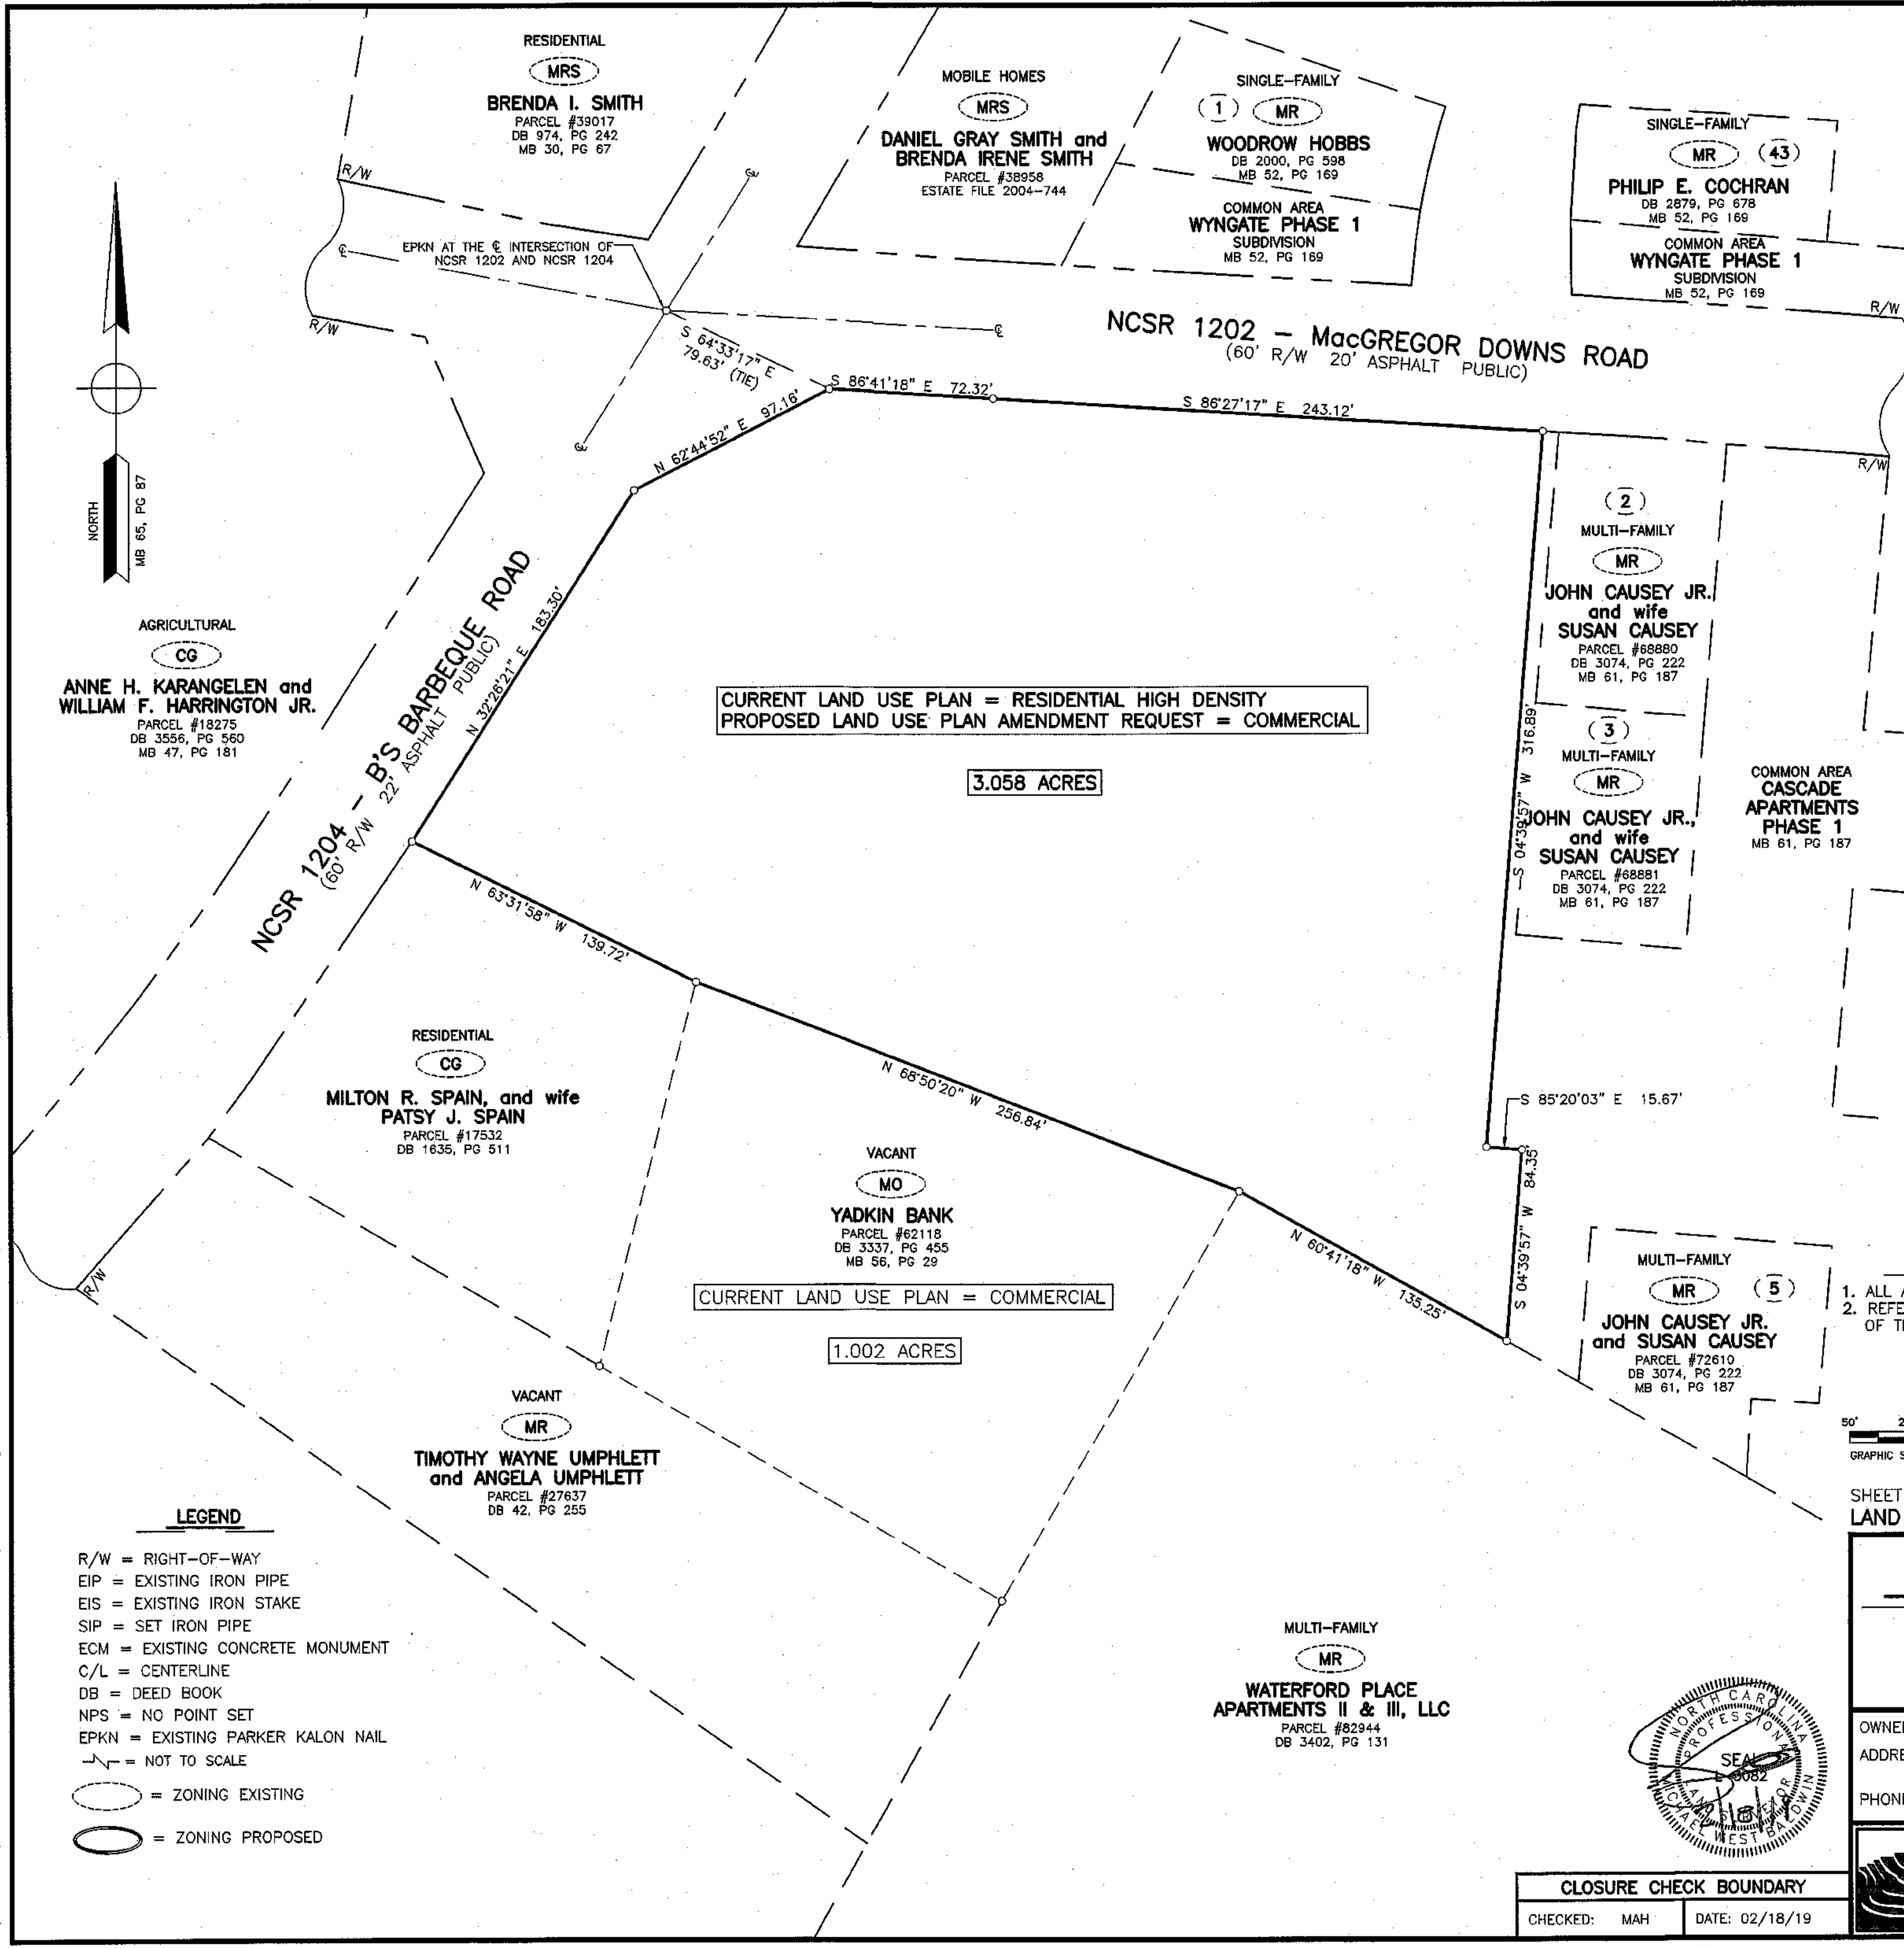 RESIDENTIAL
MRS
BRENDA I. SMITH
PARCEL #39017
DB 974, PG 242
MB 30, PG 67
MOBILE HOMES
MRS
DANIEL GRAY SMITH and
BRENDA IRENE SMITH
PARCEL #38958
ESTATE FILE 2004-744
SINGLE-FAMILY
1 MR
WOODROW HOBBS
DB 2000, PG 598
MB 52, PG 169
COMMON AREA
WYNGATE PHASE 1
SUBDIVISION
MB 52, PG 169
SINGLE-FAMILY
MR 43
PHILIP E. COCHRAN
DB 2879, PG 678
MB 52, PG 169
COMMON AREA
WYNGATE PHASE 1
SUBDIVISION
MB 52, PG 169
R/W
R/W
R/W
R/W
EPKN AT THE ℄ INTERSECTION OF
NCSR 1202 AND NCSR 1204
℄
℄
℄
℄
S 64°33'17" E
79.63' (TIE)
NCSR 1202 - MacGREGOR DOWNS ROAD
(60' R/W 20' ASPHALT PUBLIC)
S 86°41'18" E 72.32'
S 86°27'17" E 243.12'
N 62°44'52" E 97.16'
N 32°26'21" E 183.30'
NORTH
MB 65, PG 87
NCSR 1204 - B'S BARBEQUE ROAD
(60' R/W 22' ASPHALT PUBLIC)
AGRICULTURAL
CG
ANNE H. KARANGELEN and
WILLIAM F. HARRINGTON JR.
PARCEL #18275
DB 3556, PG 560
MB 47, PG 181
CURRENT LAND USE PLAN = RESIDENTIAL HIGH DENSITY
PROPOSED LAND USE PLAN AMENDMENT REQUEST = COMMERCIAL
3.058 ACRES
2
MULTI-FAMILY
MR
JOHN CAUSEY JR.
and wife
SUSAN CAUSEY
PARCEL #68880
DB 3074, PG 222
MB 61, PG 187
3
MULTI-FAMILY
MR
JOHN CAUSEY JR.,
and wife
SUSAN CAUSEY
PARCEL #68881
DB 3074, PG 222
MB 61, PG 187
COMMON AREA
CASCADE
APARTMENTS
PHASE 1
MB 61, PG 187
S 04°39'57" W 316.89'
S 85°20'03" E 15.67'
S 04°39'57" W 84.35'
N 63°31'58" W 139.72'
N 68°50'20" W 256.84'
N 60°41'18" W 135.25'
RESIDENTIAL
CG
MILTON R. SPAIN, and wife
PATSY J. SPAIN
PARCEL #17532
DB 1635, PG 511
VACANT
MO
YADKIN BANK
PARCEL #62118
DB 3337, PG 455
MB 56, PG 29
CURRENT LAND USE PLAN = COMMERCIAL
1.002 ACRES
R/W
MULTI-FAMILY
MR 5
JOHN CAUSEY JR.
and SUSAN CAUSEY
PARCEL #72610
DB 3074, PG 222
MB 61, PG 187
1. ALL
2. REFE
OF T
50'
GRAPHIC S
SHEET
LAND
VACANT
MR
TIMOTHY WAYNE UMPHLETT
and ANGELA UMPHLETT
PARCEL #27637
DB 42, PG 255
MULTI-FAMILY
MR
WATERFORD PLACE
APARTMENTS II & III, LLC
PARCEL #82944
DB 3402, PG 131
LEGEND
R/W = RIGHT-OF-WAY
EIP = EXISTING IRON PIPE
EIS = EXISTING IRON STAKE
SIP = SET IRON PIPE
ECM = EXISTING CONCRETE MONUMENT
C/L = CENTERLINE
DB = DEED BOOK
NPS = NO POINT SET
EPKN = EXISTING PARKER KALON NAIL
= NOT TO SCALE
= ZONING EXISTING
= ZONING PROPOSED
NORTH CAROLINA
PROFESSIONAL
SEAL
LAND SURVEYOR
MICHAEL WEST BALDWIN
OWNE
ADDRE
PHON
CLOSURE CHECK BOUNDARY
CHECKED: MAH DATE: 02/18/19